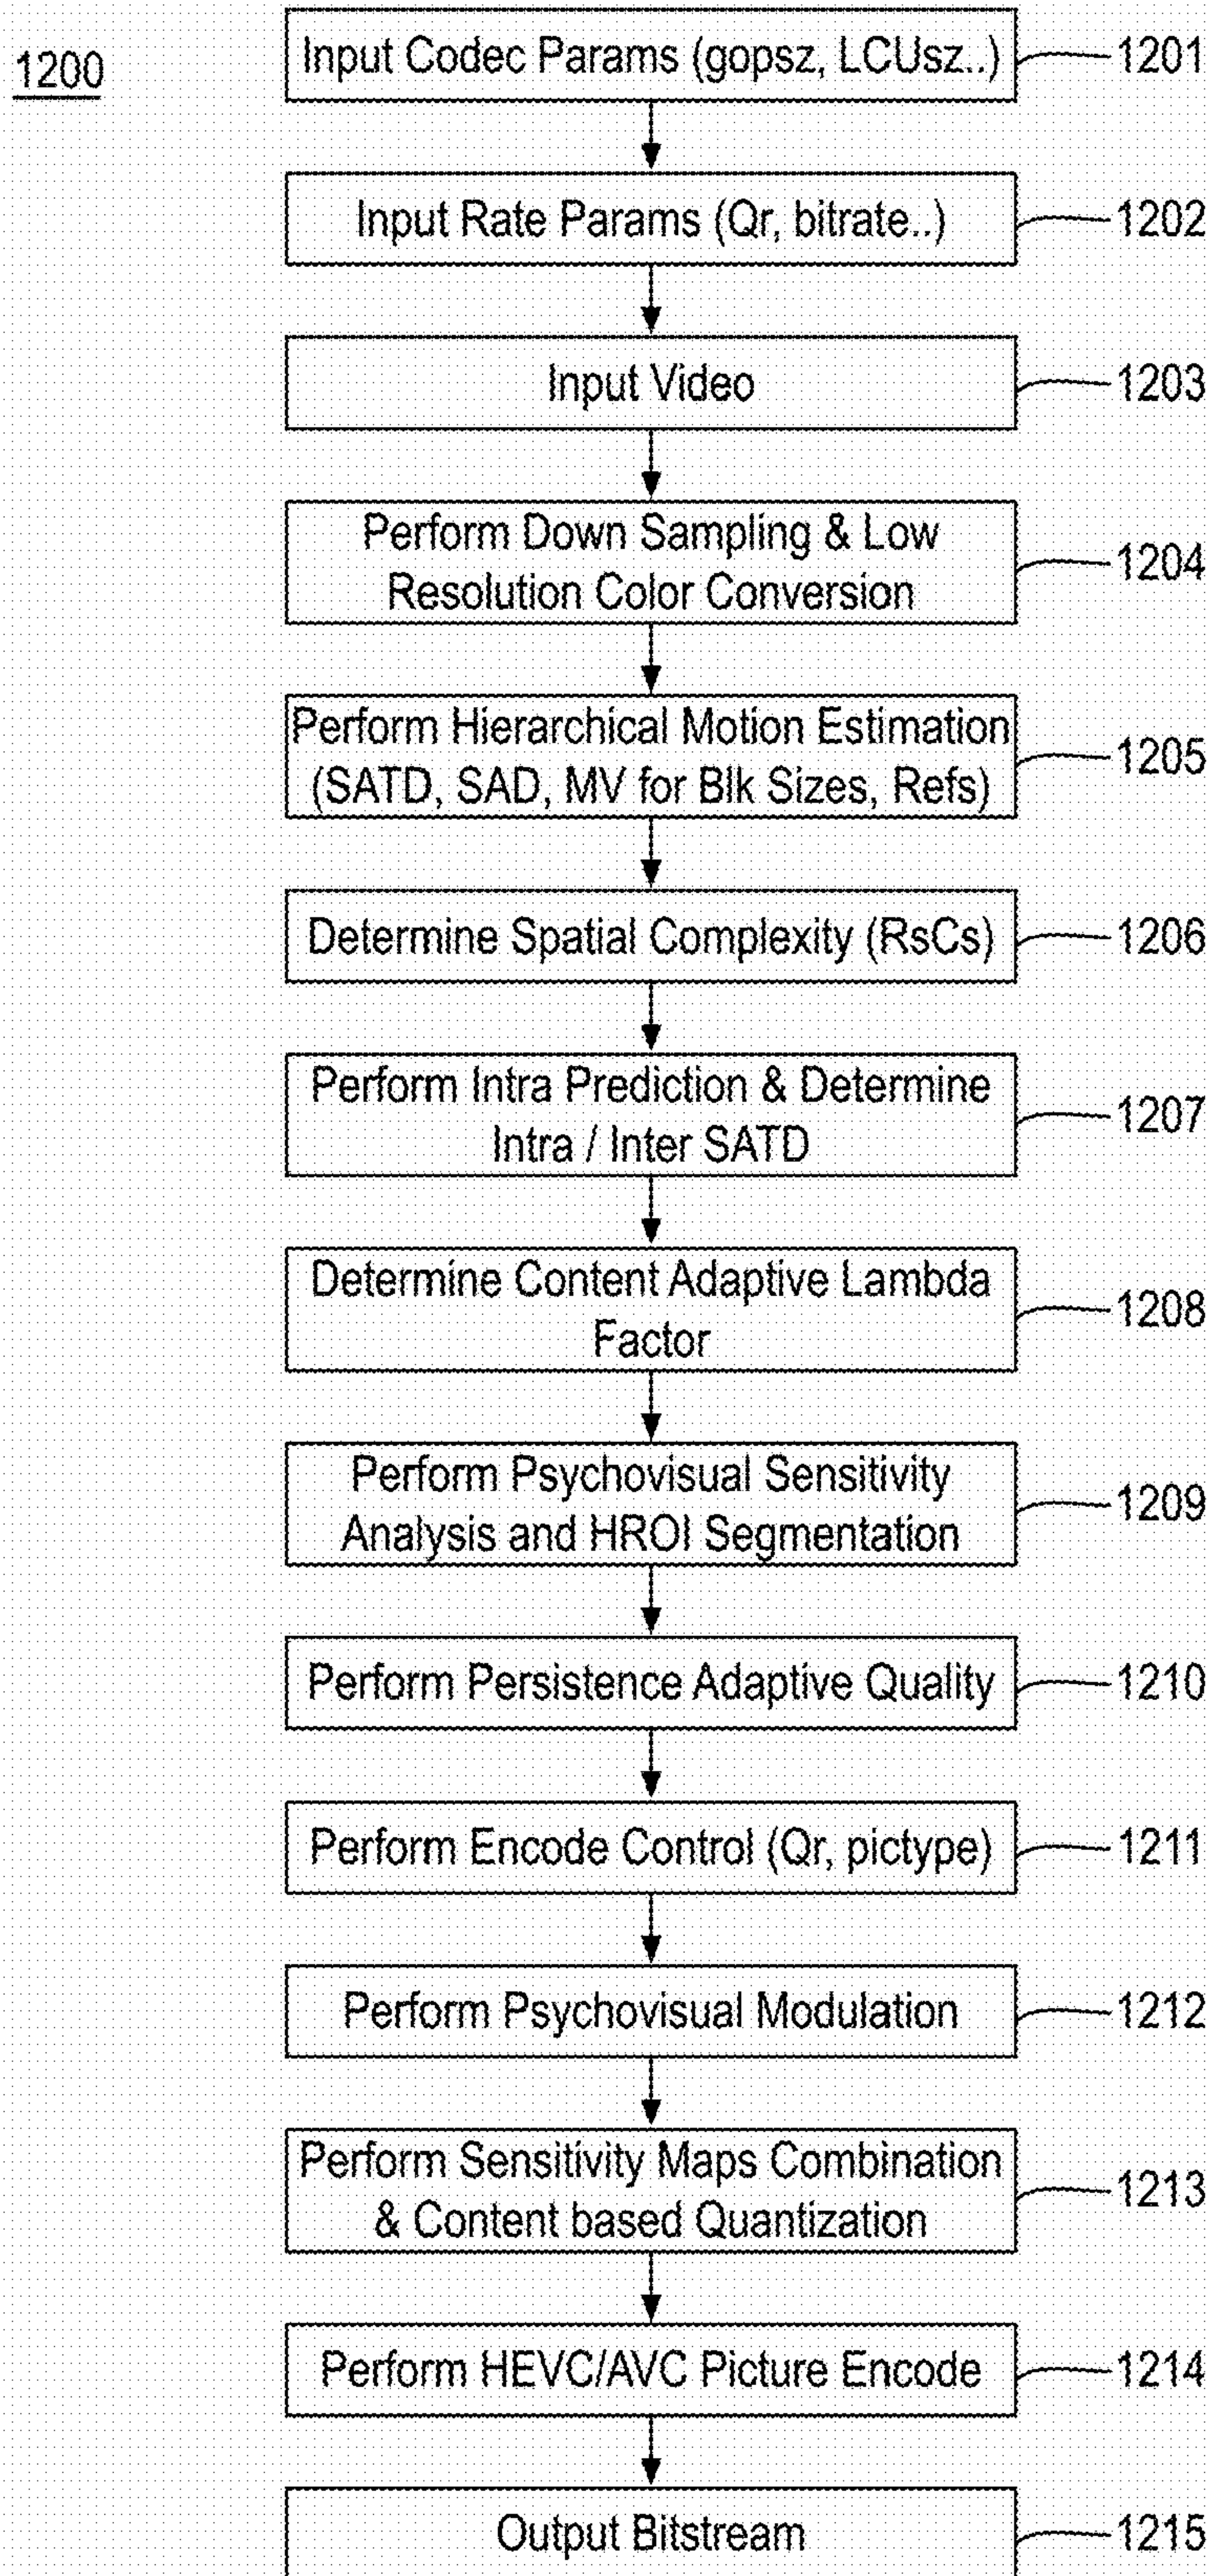 1200
Input Codec Params (gopsz, LCUsz..)
1201
Input Rate Params (Qr, bitrate..)
1202
Input Video
1203
Perform Down Sampling & Low
Resolution Color Conversion
1204
Perform Hierarchical Motion Estimation
(SATD, SAD, MV for Blk Sizes, Refs)
1205
Determine Spatial Complexity (RsCs)
1206
Perform Intra Prediction & Determine
Intra / Inter SATD
1207
Determine Content Adaptive Lambda
Factor
1208
Perform Psychovisual Sensitivity
Analysis and HROI Segmentation
1209
Perform Persistence Adaptive Quality
1210
Perform Encode Control (Qr, pictype)
1211
Perform Psychovisual Modulation
1212
Perform Sensitivity Maps Combination
& Content based Quantization
1213
Perform HEVC/AVC Picture Encode
1214
Output Bitstream
1215